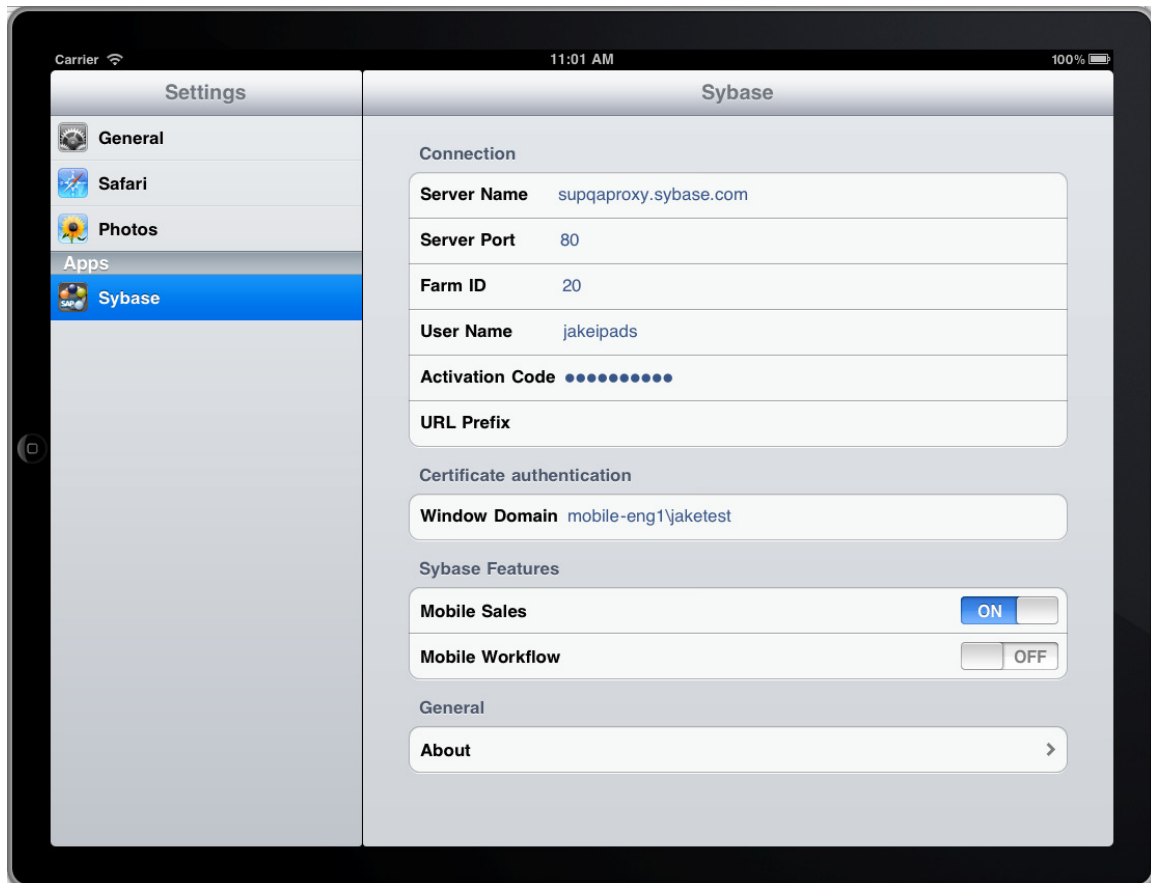 Carrier 11:01 AM 100%
Settings
General
Safari
Photos
Apps
SAP Sybase
Sybase
Connection
Server Name supqaproxy.sybase.com
Server Port 80
Farm ID 20
User Name jakeipads
Activation Code ●●●●●●●●●●
URL Prefix
Certificate authentication
Window Domain mobile-eng1\jaketest
Sybase Features
Mobile Sales ON
Mobile Workflow OFF
General
About